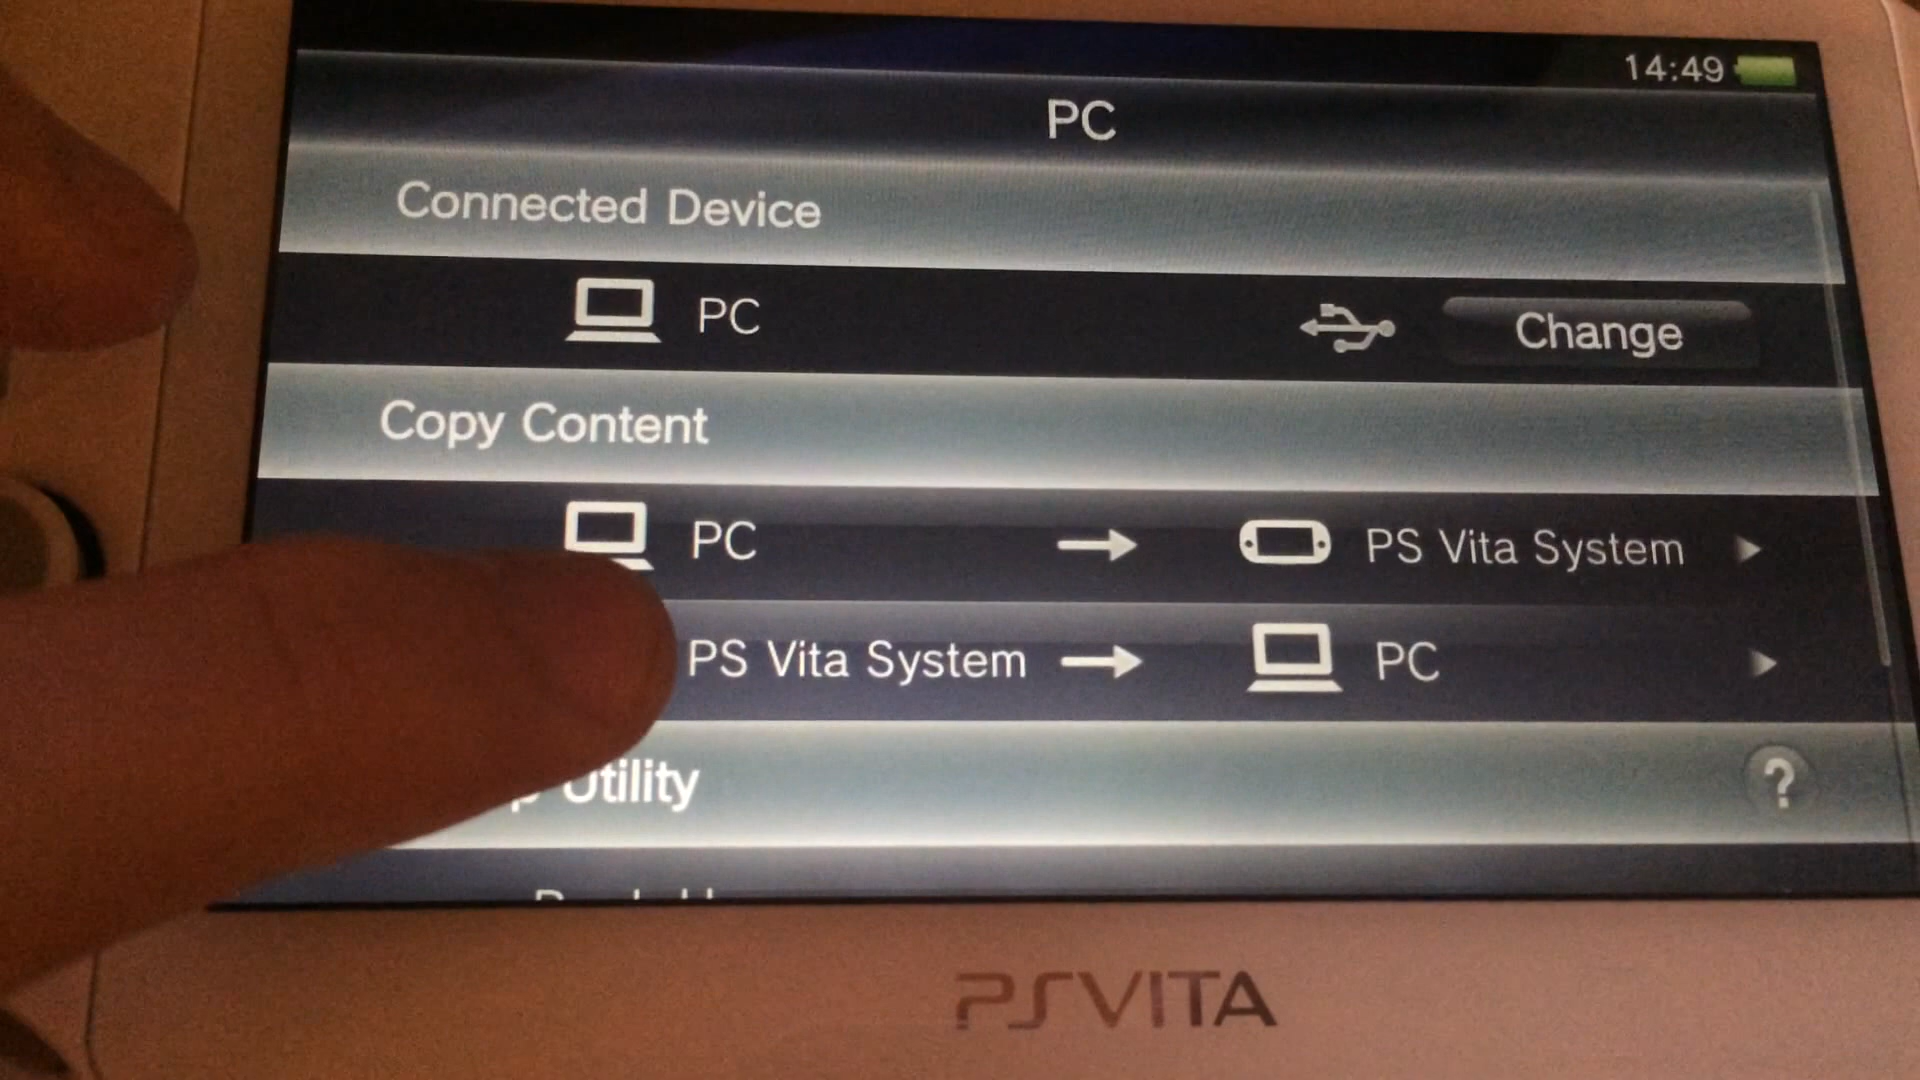 14:49
PC
Connected Device
PC Change
Copy Content
PC → PS Vita System
PS Vita System → PC
Utility ?
PSVITA